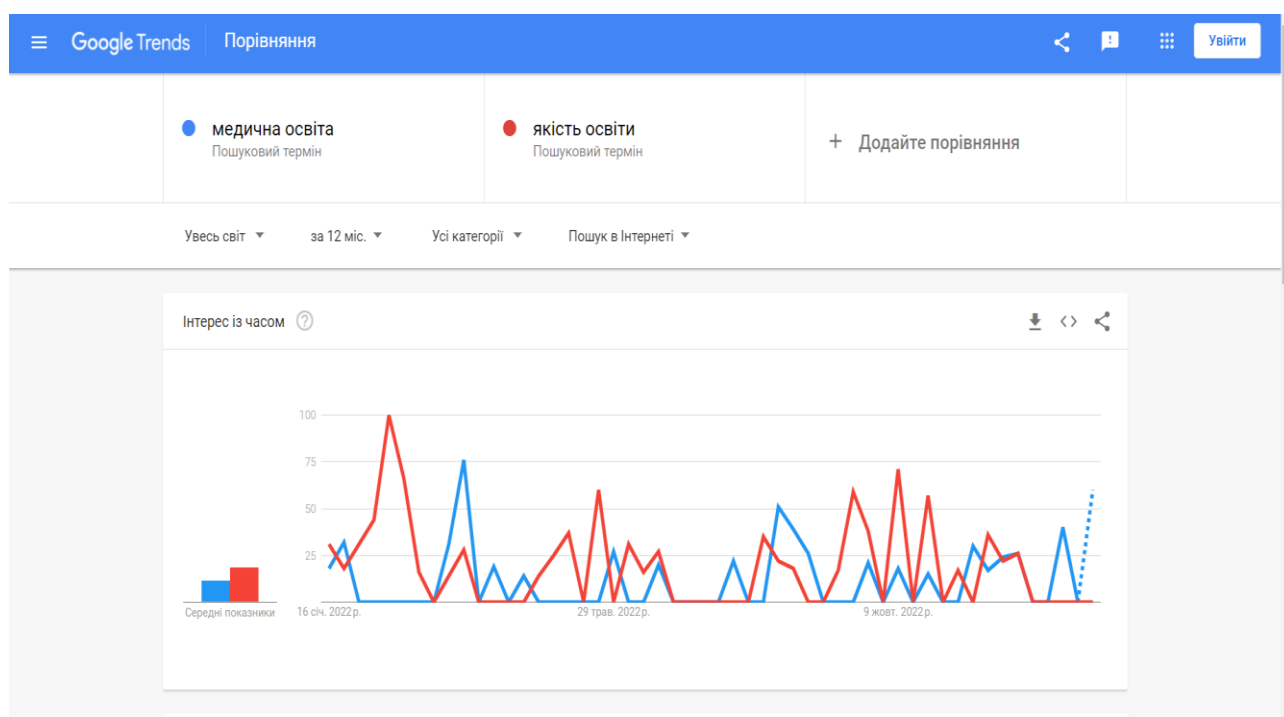 Google Trends Порівняння Увійти
медична освіта
Пошуковий термін
якість освіти
Пошуковий термін
+ Додайте порівняння
Увесь світ за 12 міс. Усі категорії Пошук в Інтернеті
Інтерес із часом
100
75
50
25
Середні показники
16 січ. 2022 р. 29 трав. 2022 р. 9 жовт. 2022 р.